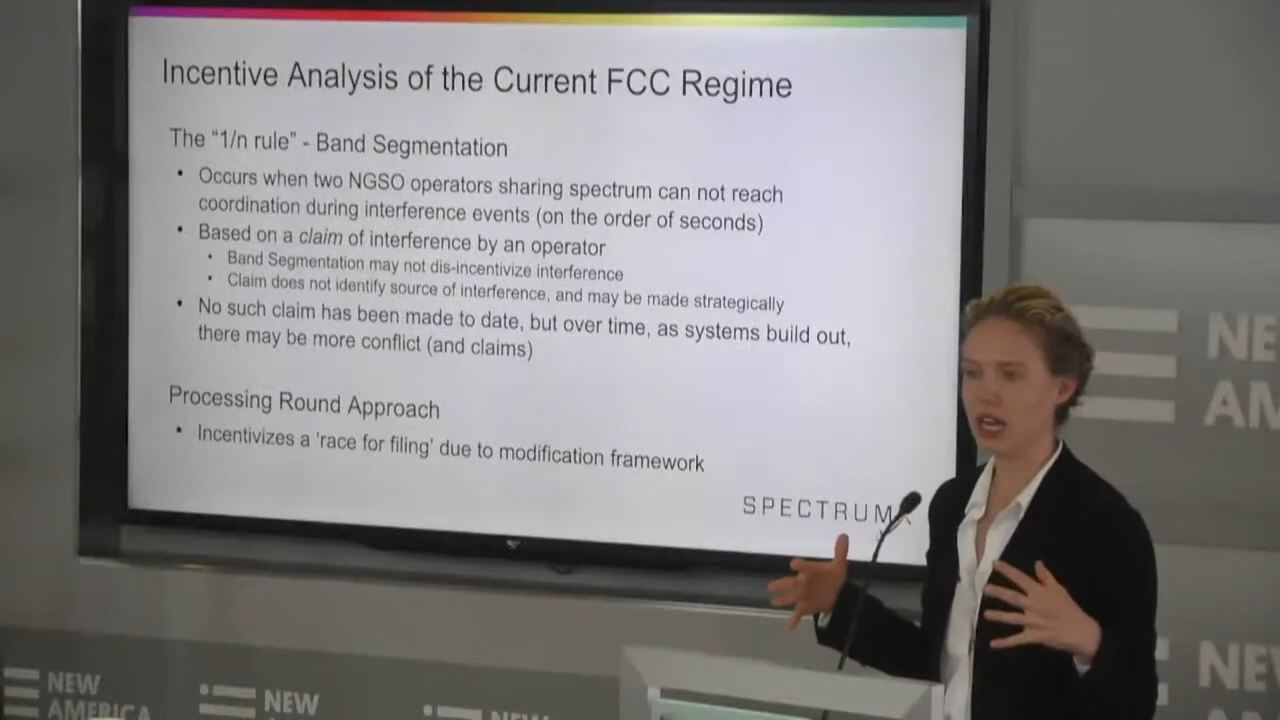 Incentive Analysis of the Current FCC Regime
The “1/n rule” - Band Segmentation
• Occurs when two NGSO operators sharing spectrum can not reach
coordination during interference events (on the order of seconds)
• Based on a claim of interference by an operator
• Band Segmentation may not dis-incentivize interference
• Claim does not identify source of interference, and may be made strategically
• No such claim has been made to date, but over time, as systems build out,
there may be more conflict (and claims)
Processing Round Approach
• Incentivizes a ‘race for filing’ due to modification framework
SPECTRUMX
NE
AM
NEW
AMERICA
NEW
NEW
NE
AM